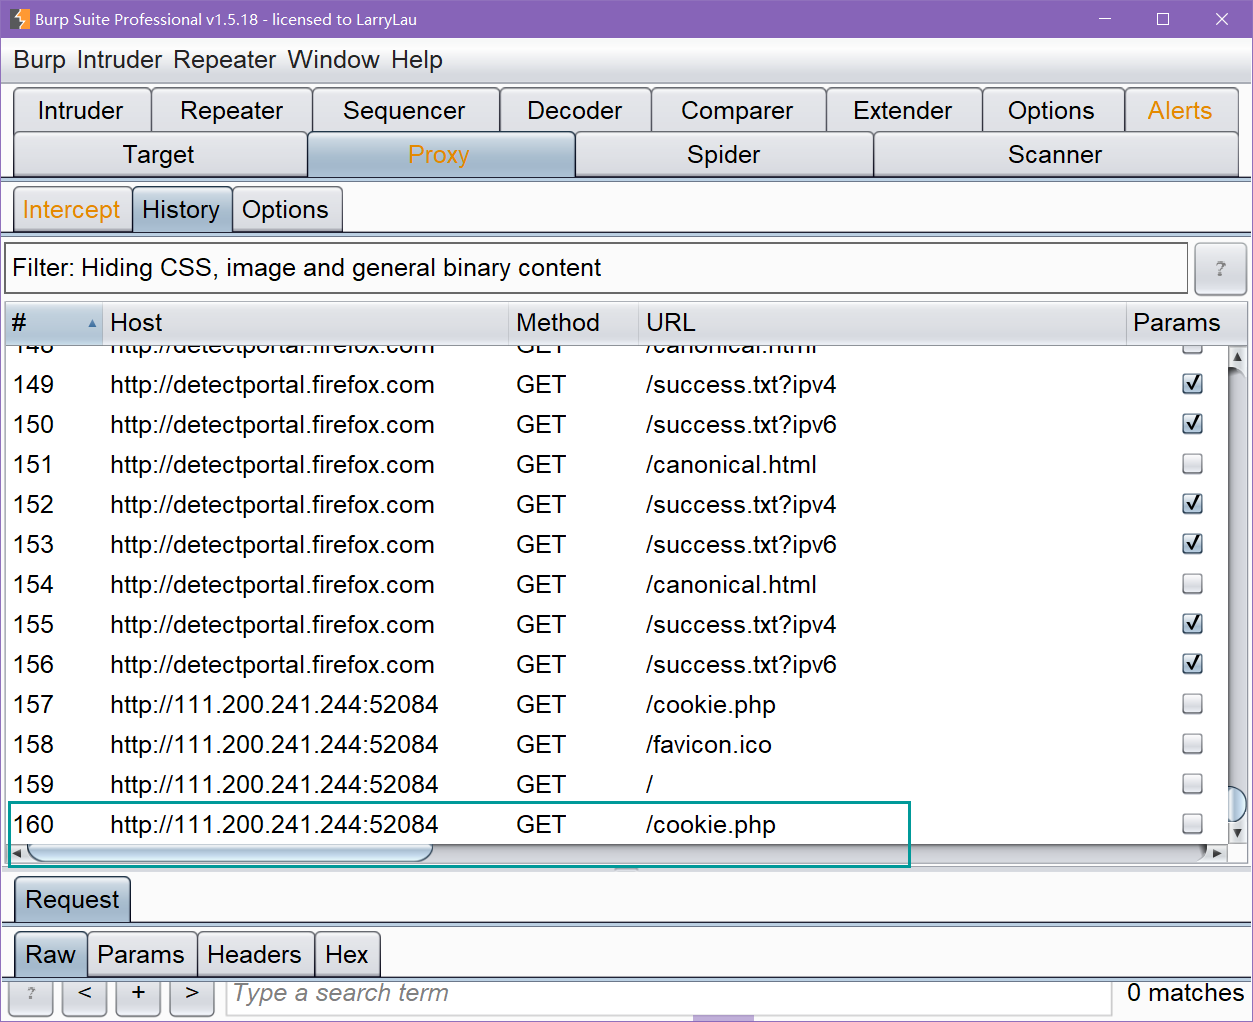 Burp Suite Professional v1.5.18 - licensed to LarryLau
Burp Intruder Repeater Window Help
Intruder Repeater Sequencer Decoder Comparer Extender Options Alerts
Target Proxy Spider Scanner
Intercept History Options
Filter: Hiding CSS, image and general binary content ?
# Host Method URL Params
148 http://detectportal.firefox.com GET /canonical.html
149 http://detectportal.firefox.com GET /success.txt?ipv4
150 http://detectportal.firefox.com GET /success.txt?ipv6
151 http://detectportal.firefox.com GET /canonical.html
152 http://detectportal.firefox.com GET /success.txt?ipv4
153 http://detectportal.firefox.com GET /success.txt?ipv6
154 http://detectportal.firefox.com GET /canonical.html
155 http://detectportal.firefox.com GET /success.txt?ipv4
156 http://detectportal.firefox.com GET /success.txt?ipv6
157 http://111.200.241.244:52084 GET /cookie.php
158 http://111.200.241.244:52084 GET /favicon.ico
159 http://111.200.241.244:52084 GET /
160 http://111.200.241.244:52084 GET /cookie.php
Request
Raw Params Headers Hex
? < + > Type a search term 0 matches